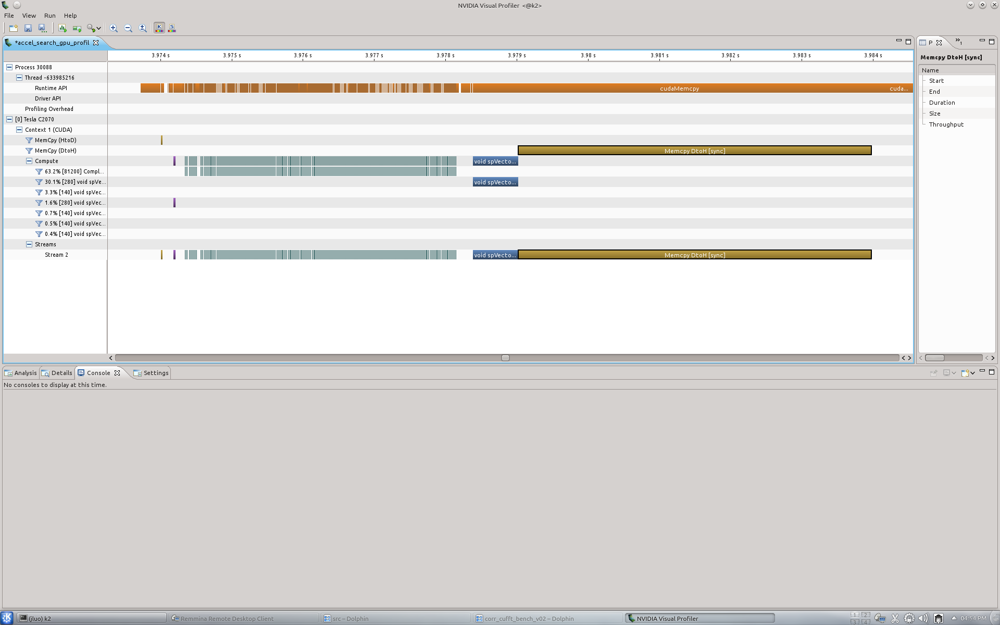 NVIDIA Visual Profiler <@k2>
File View Run Help
*accel_search_gpu_profil
P
1
3.974 s 3.975 s 3.976 s 3.977 s 3.978 s 3.979 s 3.98 s 3.981 s 3.982 s 3.983 s 3.984 s
Memcpy DtoH [sync]
Name
Start
End
Duration
Size
Throughput
Process 30088
Thread -633985216
Runtime API
cudaMemcpy cuda...
Driver API
Profiling Overhead
[0] Tesla C2070
Context 1 (CUDA)
MemCpy (HtoD)
MemCpy (DtoH)
Memcpy DtoH [sync]
Compute
void spVecto...
63.2% [81200] Compl...
30.1% [280] void spVe...
void spVecto...
3.3% [140] void spVec...
1.6% [280] void spVec...
0.7% [140] void spVec...
0.5% [140] void spVec...
0.4% [140] void spVec...
Streams
Stream 2
void spVecto... Memcpy DtoH [sync]
Analysis Details Console Settings
No consoles to display at this time.
(jluo) k2 Remmina Remote Desktop Client src – Dolphin corr_cufft_bench_v02 – Dolphin NVIDIA Visual Profiler 1 2 3 4 04:54 PM